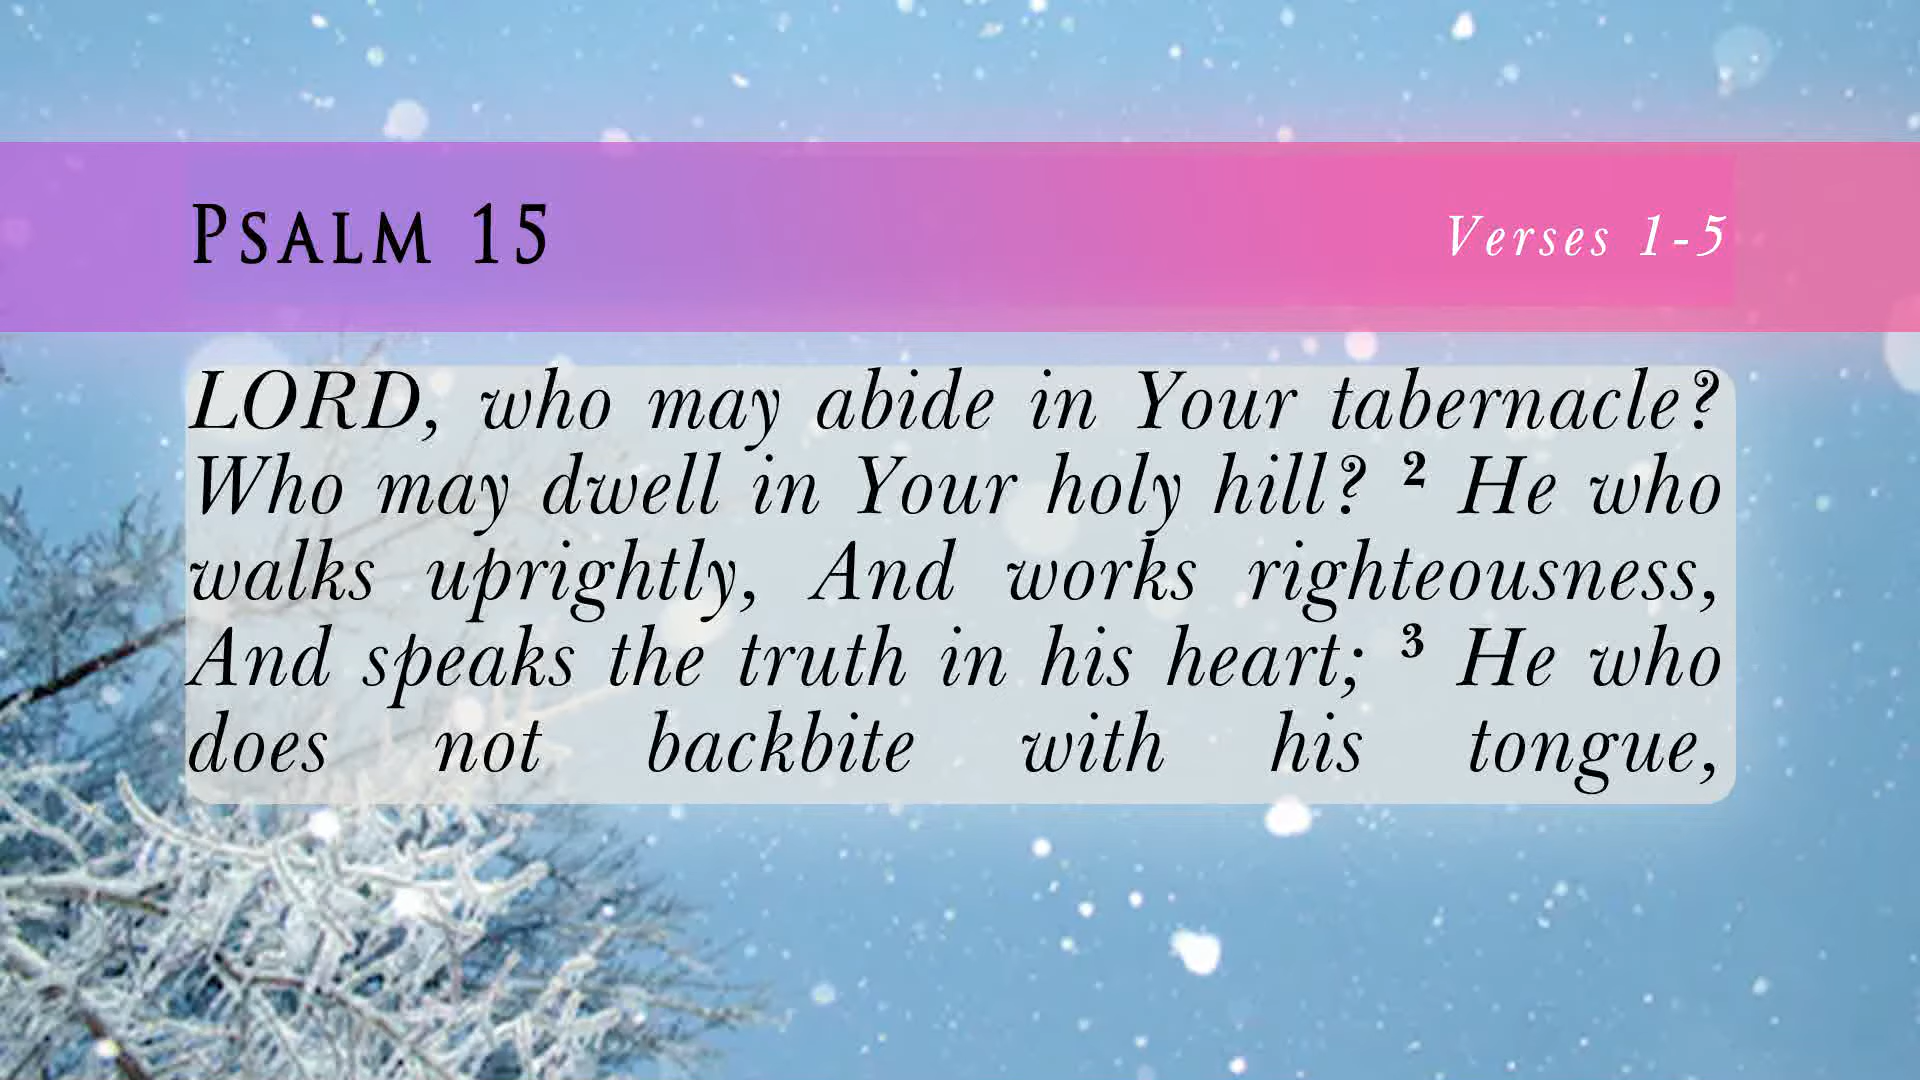 PSALM 15
Verses 1-5
LORD, who may abide in Your tabernacle?
Who may dwell in Your holy hill? ² He who
walks uprightly, And works righteousness,
And speaks the truth in his heart; ³ He who
does not backbite with his tongue,